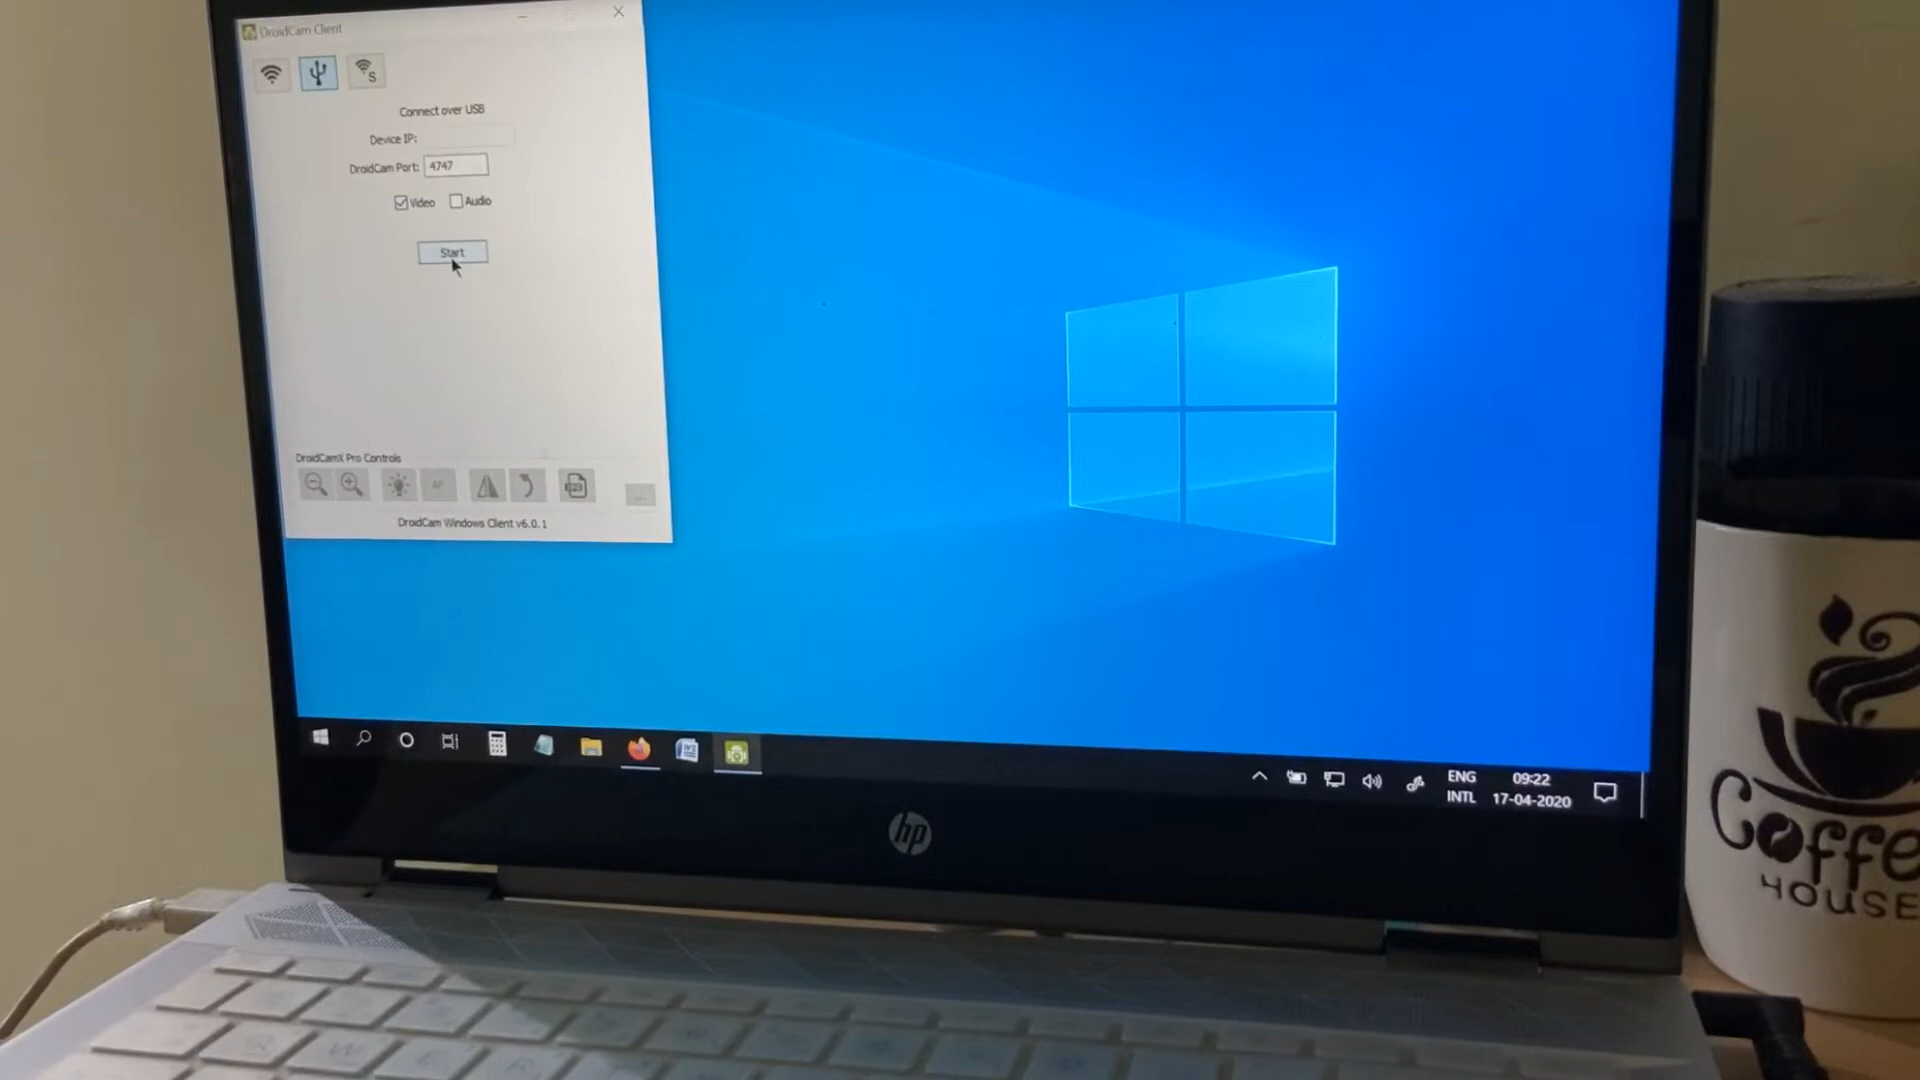 DroidCam Client
S
Connect over USB
Device IP:
DroidCam Port: 4747
Video Audio
Start
DroidCamX Pro Controls
DroidCam Windows Client v6.0.1
ENG 09:22
INTL 17-04-2020
hp
Coffe
HOUSE
Q W E R